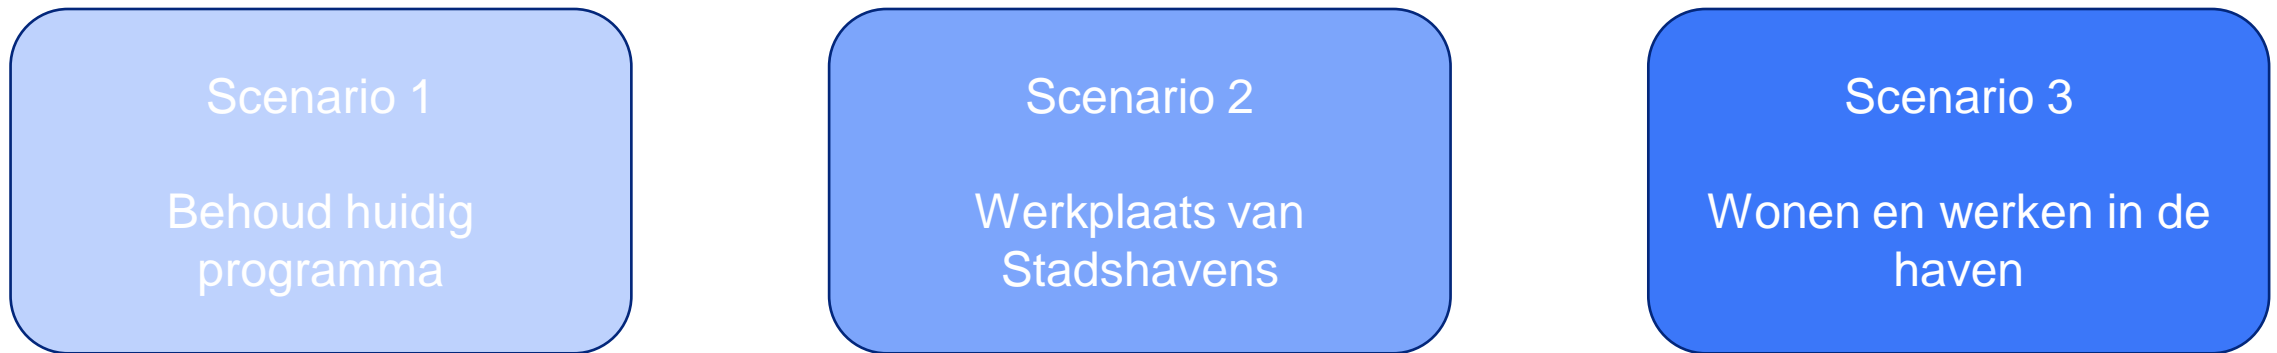 Scenario 1
Behoud huidig
programma
Scenario 2
Werkplaats van
Stadshavens
Scenario 3
Wonen en werken in de
haven